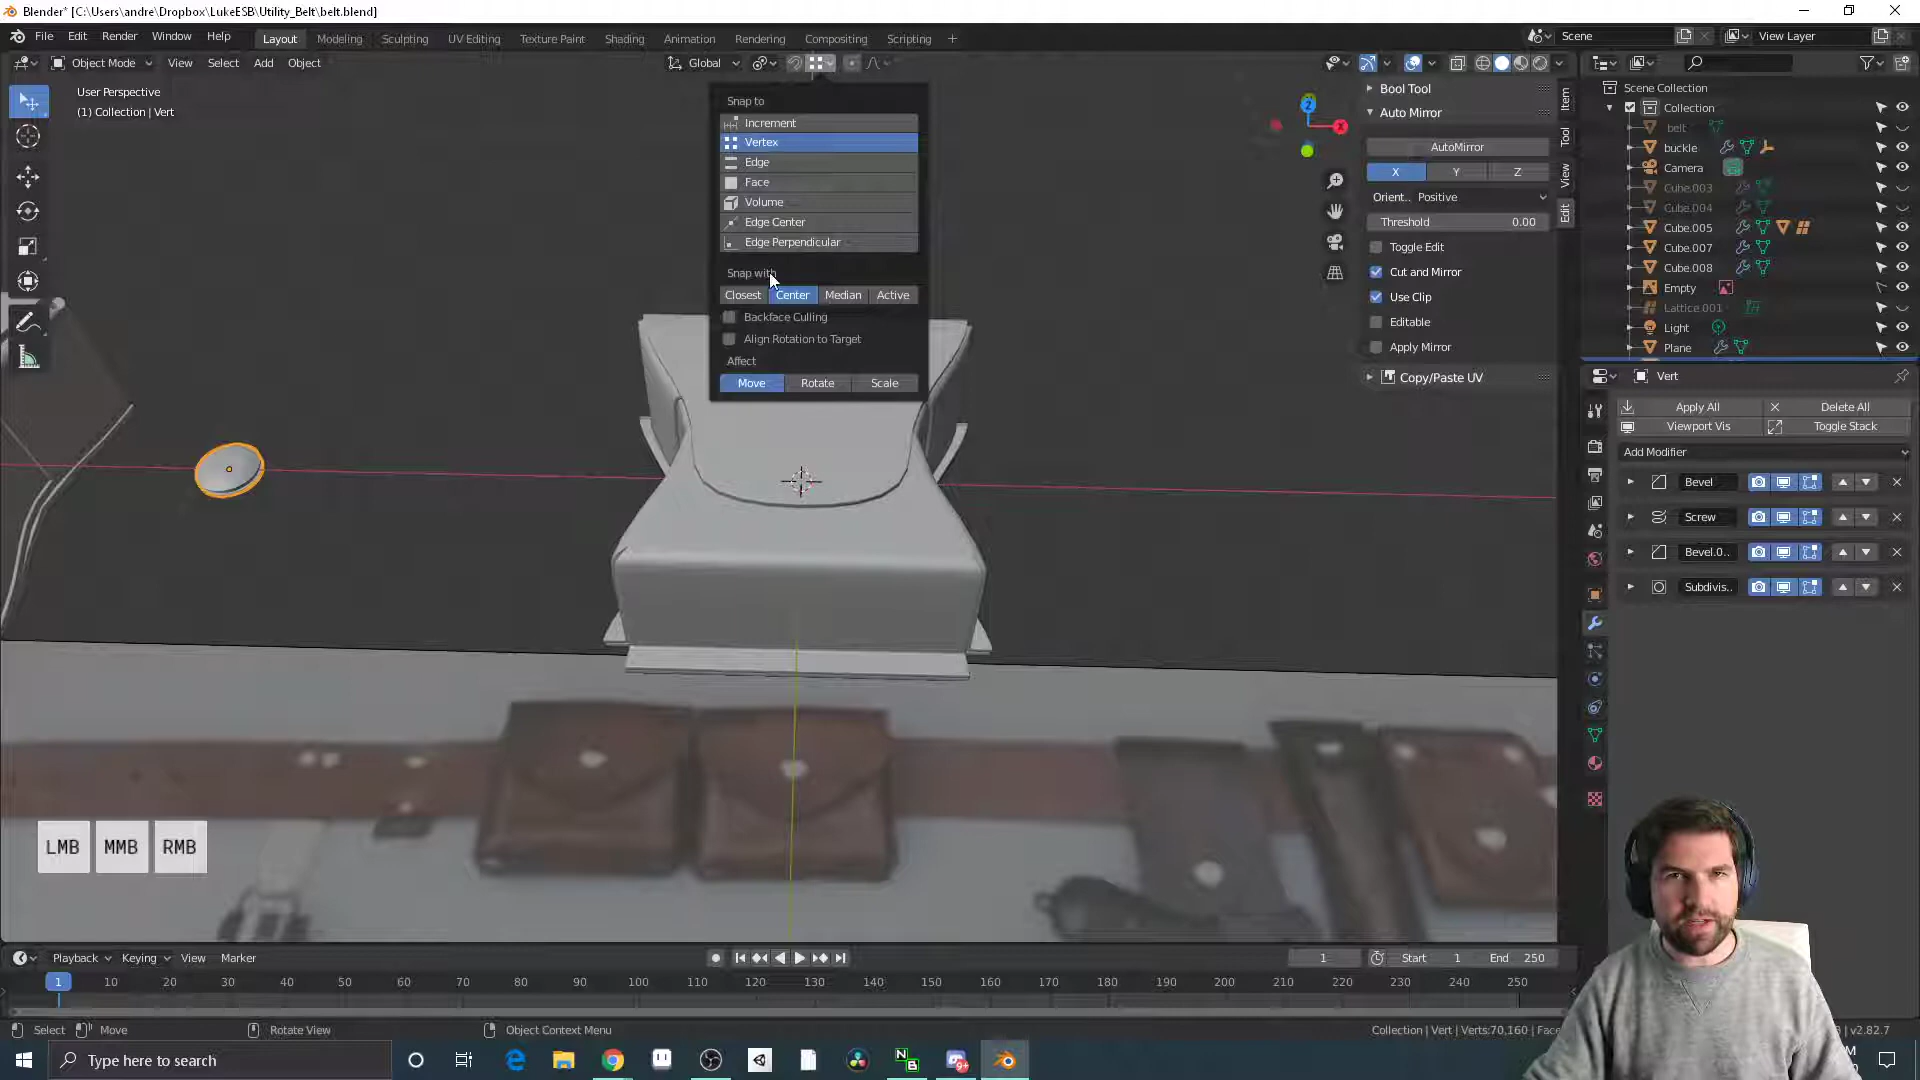 Blender* [C:\Users\andre\Dropbox\LukeESB\Utility_Belt\belt.blend]
File Edit Render Window Help
Layout Modeling Sculpting UV Editing Texture Paint Shading Animation Rendering Compositing Scripting
Scene
View Layer
Object Mode View Select Add Object
Global
User Perspective
(1) Collection | Vert
Snap to
Increment
Vertex
Edge
Face
Volume
Edge Center
Edge Perpendicular
Snap with
Closest Center Median Active
Backface Culling
Align Rotation to Target
Affect
Move Rotate Scale
Z
X
Bool Tool
Auto Mirror
AutoMirror
X Y Z
Orient.. Positive
Threshold 0.00
Toggle Edit
Cut and Mirror
Use Clip
Editable
Apply Mirror
Copy/Paste UV
Item
Tool
View
Edit
Scene Collection
Collection
belt
buckle
Camera
Cube.003
Cube.004
Cube.005
Cube.007
Cube.008
Empty
Lattice.001
Light
Plane
Vert
Apply All Delete All
Viewport Vis Toggle Stack
Add Modifier
Bevel
Screw
Bevel.0..
Subdivis..
LMB MMB RMB
Playback Keying View Marker
1 Start 1 End 250
1 10 20 30 40 50 60 70 80 90 100 110 120 130 140 150 160 170 180 190 200 210 220 230 240 250
Select Move Rotate View Object Context Menu
Collection | Vert | Verts:70,160 | Face
v2.82.7
Type here to search